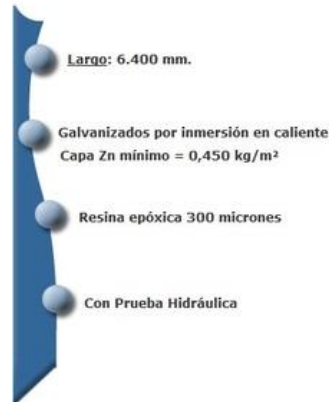 Largo: 6.400 mm.
Galvanizados por inmersión en caliente
Capa Zn mínimo = 0,450 kg/m²
Resina epóxica 300 micrones
Con Prueba Hidráulica